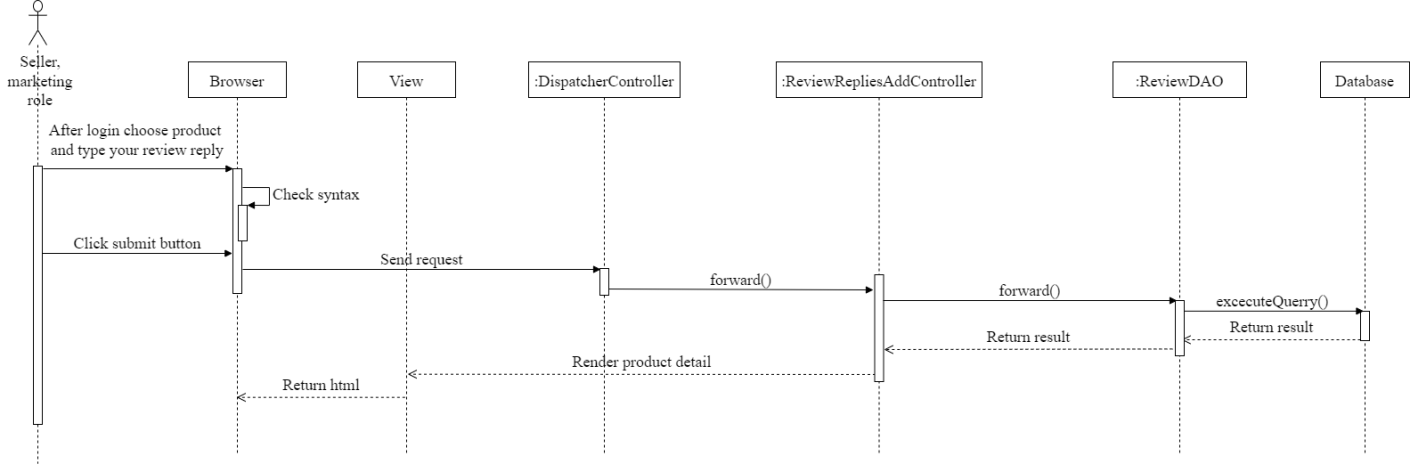 Seller,
marketing
role
Browser
View
:DispatcherController
:ReviewRepliesAddController
:ReviewDAO
Database
After login choose product
and type your review reply
Check syntax
Click submit button
Send request
forward()
forward()
excecuteQuerry()
Return result
Return result
Render product detail
Return html